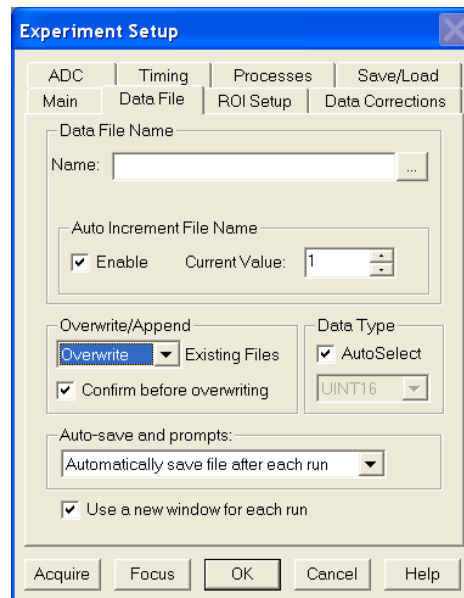 Experiment Setup
ADC Timing Processes Save/Load
Main Data File ROI Setup Data Corrections
Data File Name
Name: ...
Auto Increment File Name
Enable Current Value: 1
Overwrite/Append Data Type
Overwrite Existing Files AutoSelect
Confirm before overwriting UINT16
Auto-save and prompts:
Automatically save file after each run
Use a new window for each run
Acquire Focus OK Cancel Help